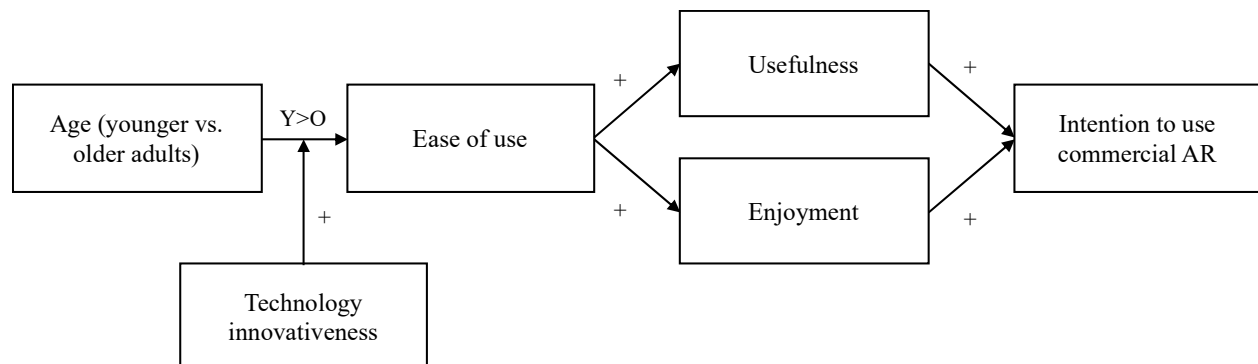 Age (younger vs.
older adults)
Y>O
+
Technology
innovativeness
Ease of use
+
+
Usefulness
Enjoyment
+
+
Intention to use
commercial AR